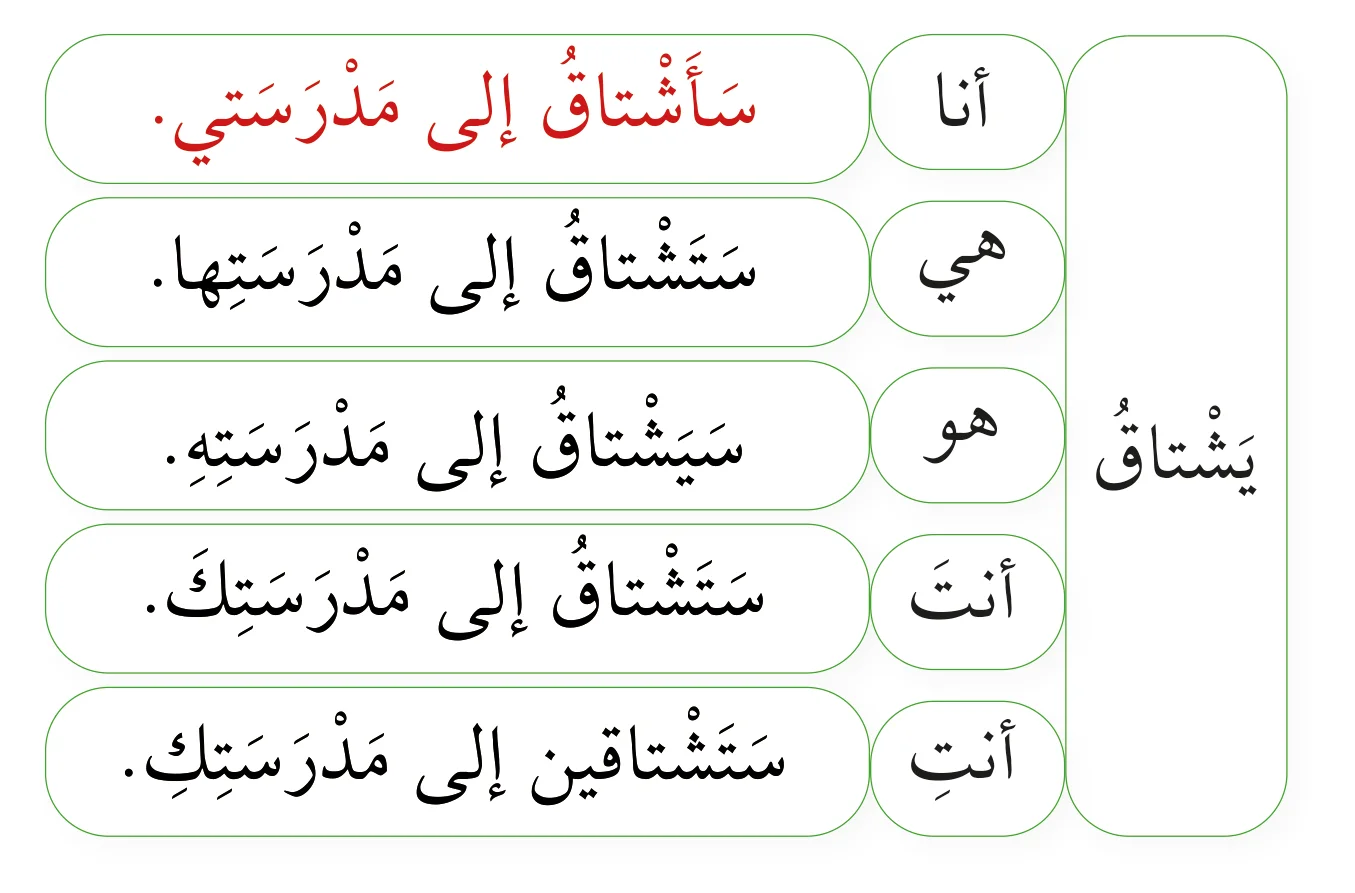 يَشْتاقُ
أنا
سَأَشْتاقُ إلى مَدْرَسَتي.
هي
سَتَشْتاقُ إلى مَدْرَسَتِها.
هو
سَيَشْتاقُ إلى مَدْرَسَتِهِ.
أنتَ
سَتَشْتاقُ إلى مَدْرَسَتِكَ.
أنتِ
سَتَشْتاقين إلى مَدْرَسَتِكِ.